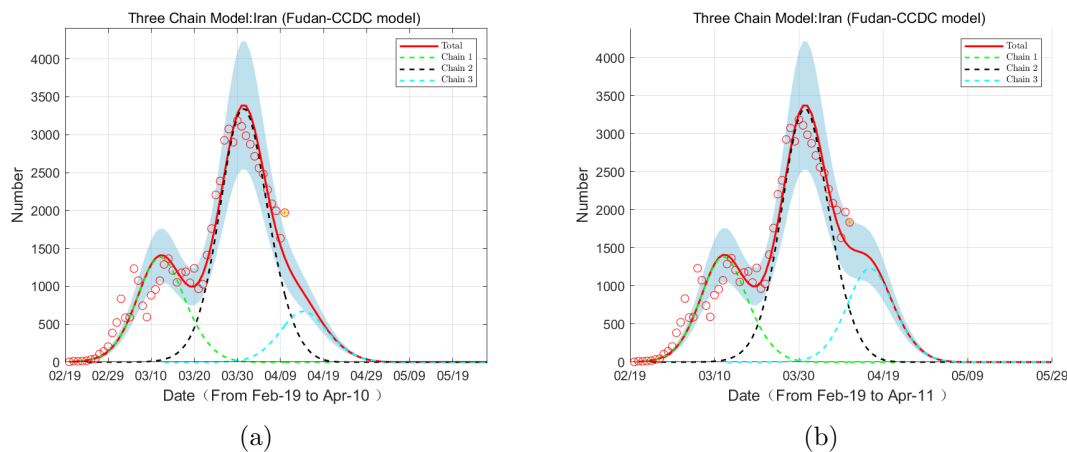 Three Chain Model:Iran (Fudan-CCDC model)
Total
Chain 1
Chain 2
Chain 3
4000
3500
3000
2500
2000
1500
1000
500
0
Number
02/19 02/29 03/10 03/20 03/30 04/09 04/19 04/29 05/09 05/19
Date（From Feb-19 to Apr-10 ）
(a)
Three Chain Model:Iran (Fudan-CCDC model)
Total
Chain 1
Chain 2
Chain 3
4000
3500
3000
2500
2000
1500
1000
500
0
Number
02/19 03/10 03/30 04/19 05/09 05/29
Date（From Feb-19 to Apr-11 ）
(b)